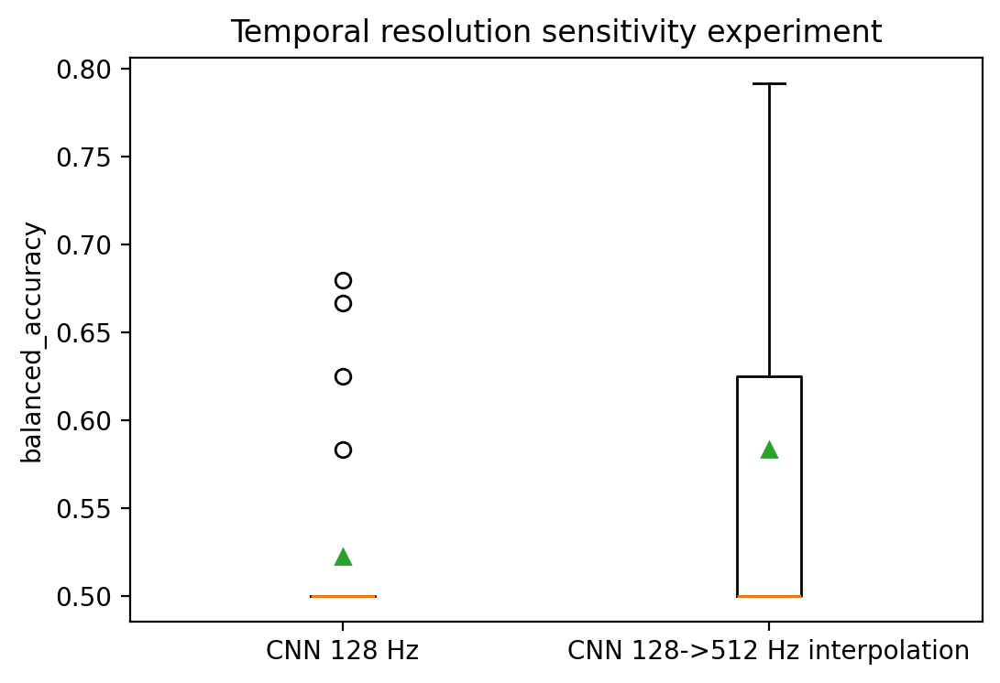 Temporal resolution sensitivity experiment
0.80
0.75
0.70
0.65
0.60
0.55
0.50
balanced_accuracy
CNN 128 Hz
CNN 128->512 Hz interpolation